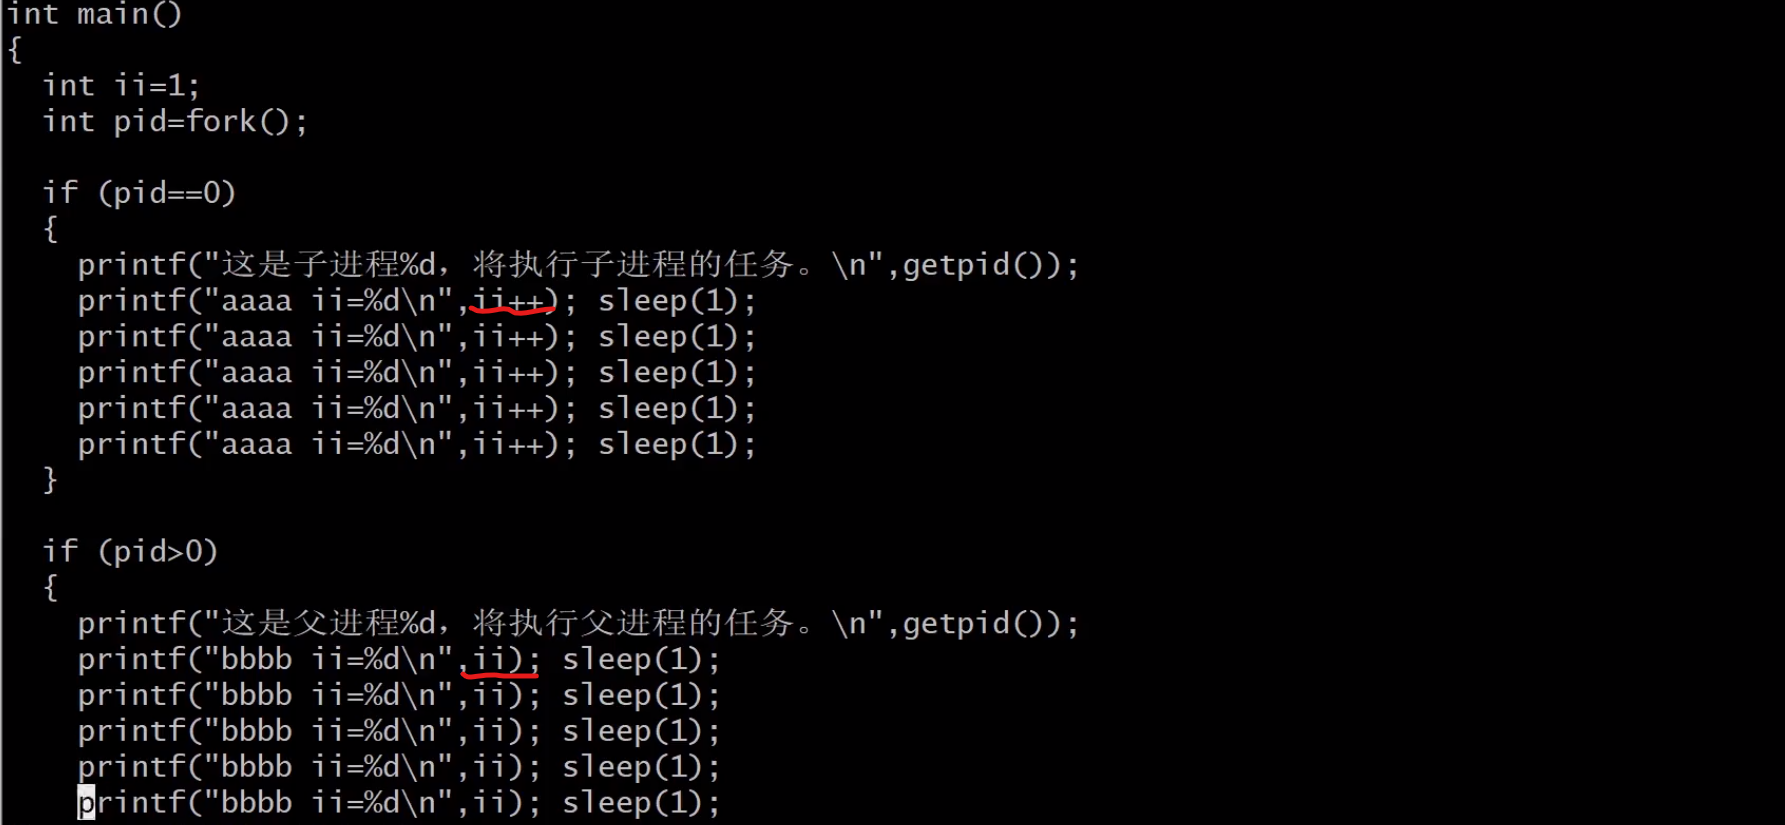 int main()
{
  int ii=1;
  int pid=fork();

  if (pid==0)
  {
    printf("这是子进程%d，将执行子进程的任务。\n",getpid());
    printf("aaaa ii=%d\n",ii++); sleep(1);
    printf("aaaa ii=%d\n",ii++); sleep(1);
    printf("aaaa ii=%d\n",ii++); sleep(1);
    printf("aaaa ii=%d\n",ii++); sleep(1);
    printf("aaaa ii=%d\n",ii++); sleep(1);
  }

  if (pid>0)
  {
    printf("这是父进程%d，将执行父进程的任务。\n",getpid());
    printf("bbbb ii=%d\n",ii); sleep(1);
    printf("bbbb ii=%d\n",ii); sleep(1);
    printf("bbbb ii=%d\n",ii); sleep(1);
    printf("bbbb ii=%d\n",ii); sleep(1);
    printf("bbbb ii=%d\n",ii); sleep(1);